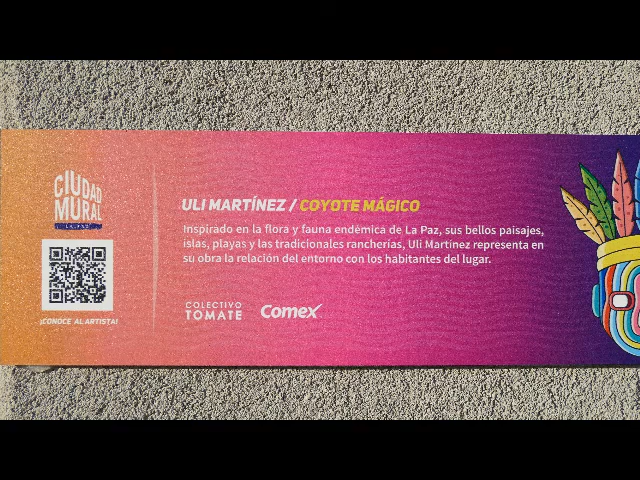 CIUDAD
MURAL
ULI MARTÍNEZ / COYOTE MÁGICO
Inspirado en la flora y fauna endémica de La Paz, sus bellos paisajes,
islas, playas y las tradicionales rancherías, Uli Martínez representa en
su obra la relación del entorno con los habitantes del lugar.
COLECTIVO
TOMATE
Comex
¡CONOCE AL ARTISTA!